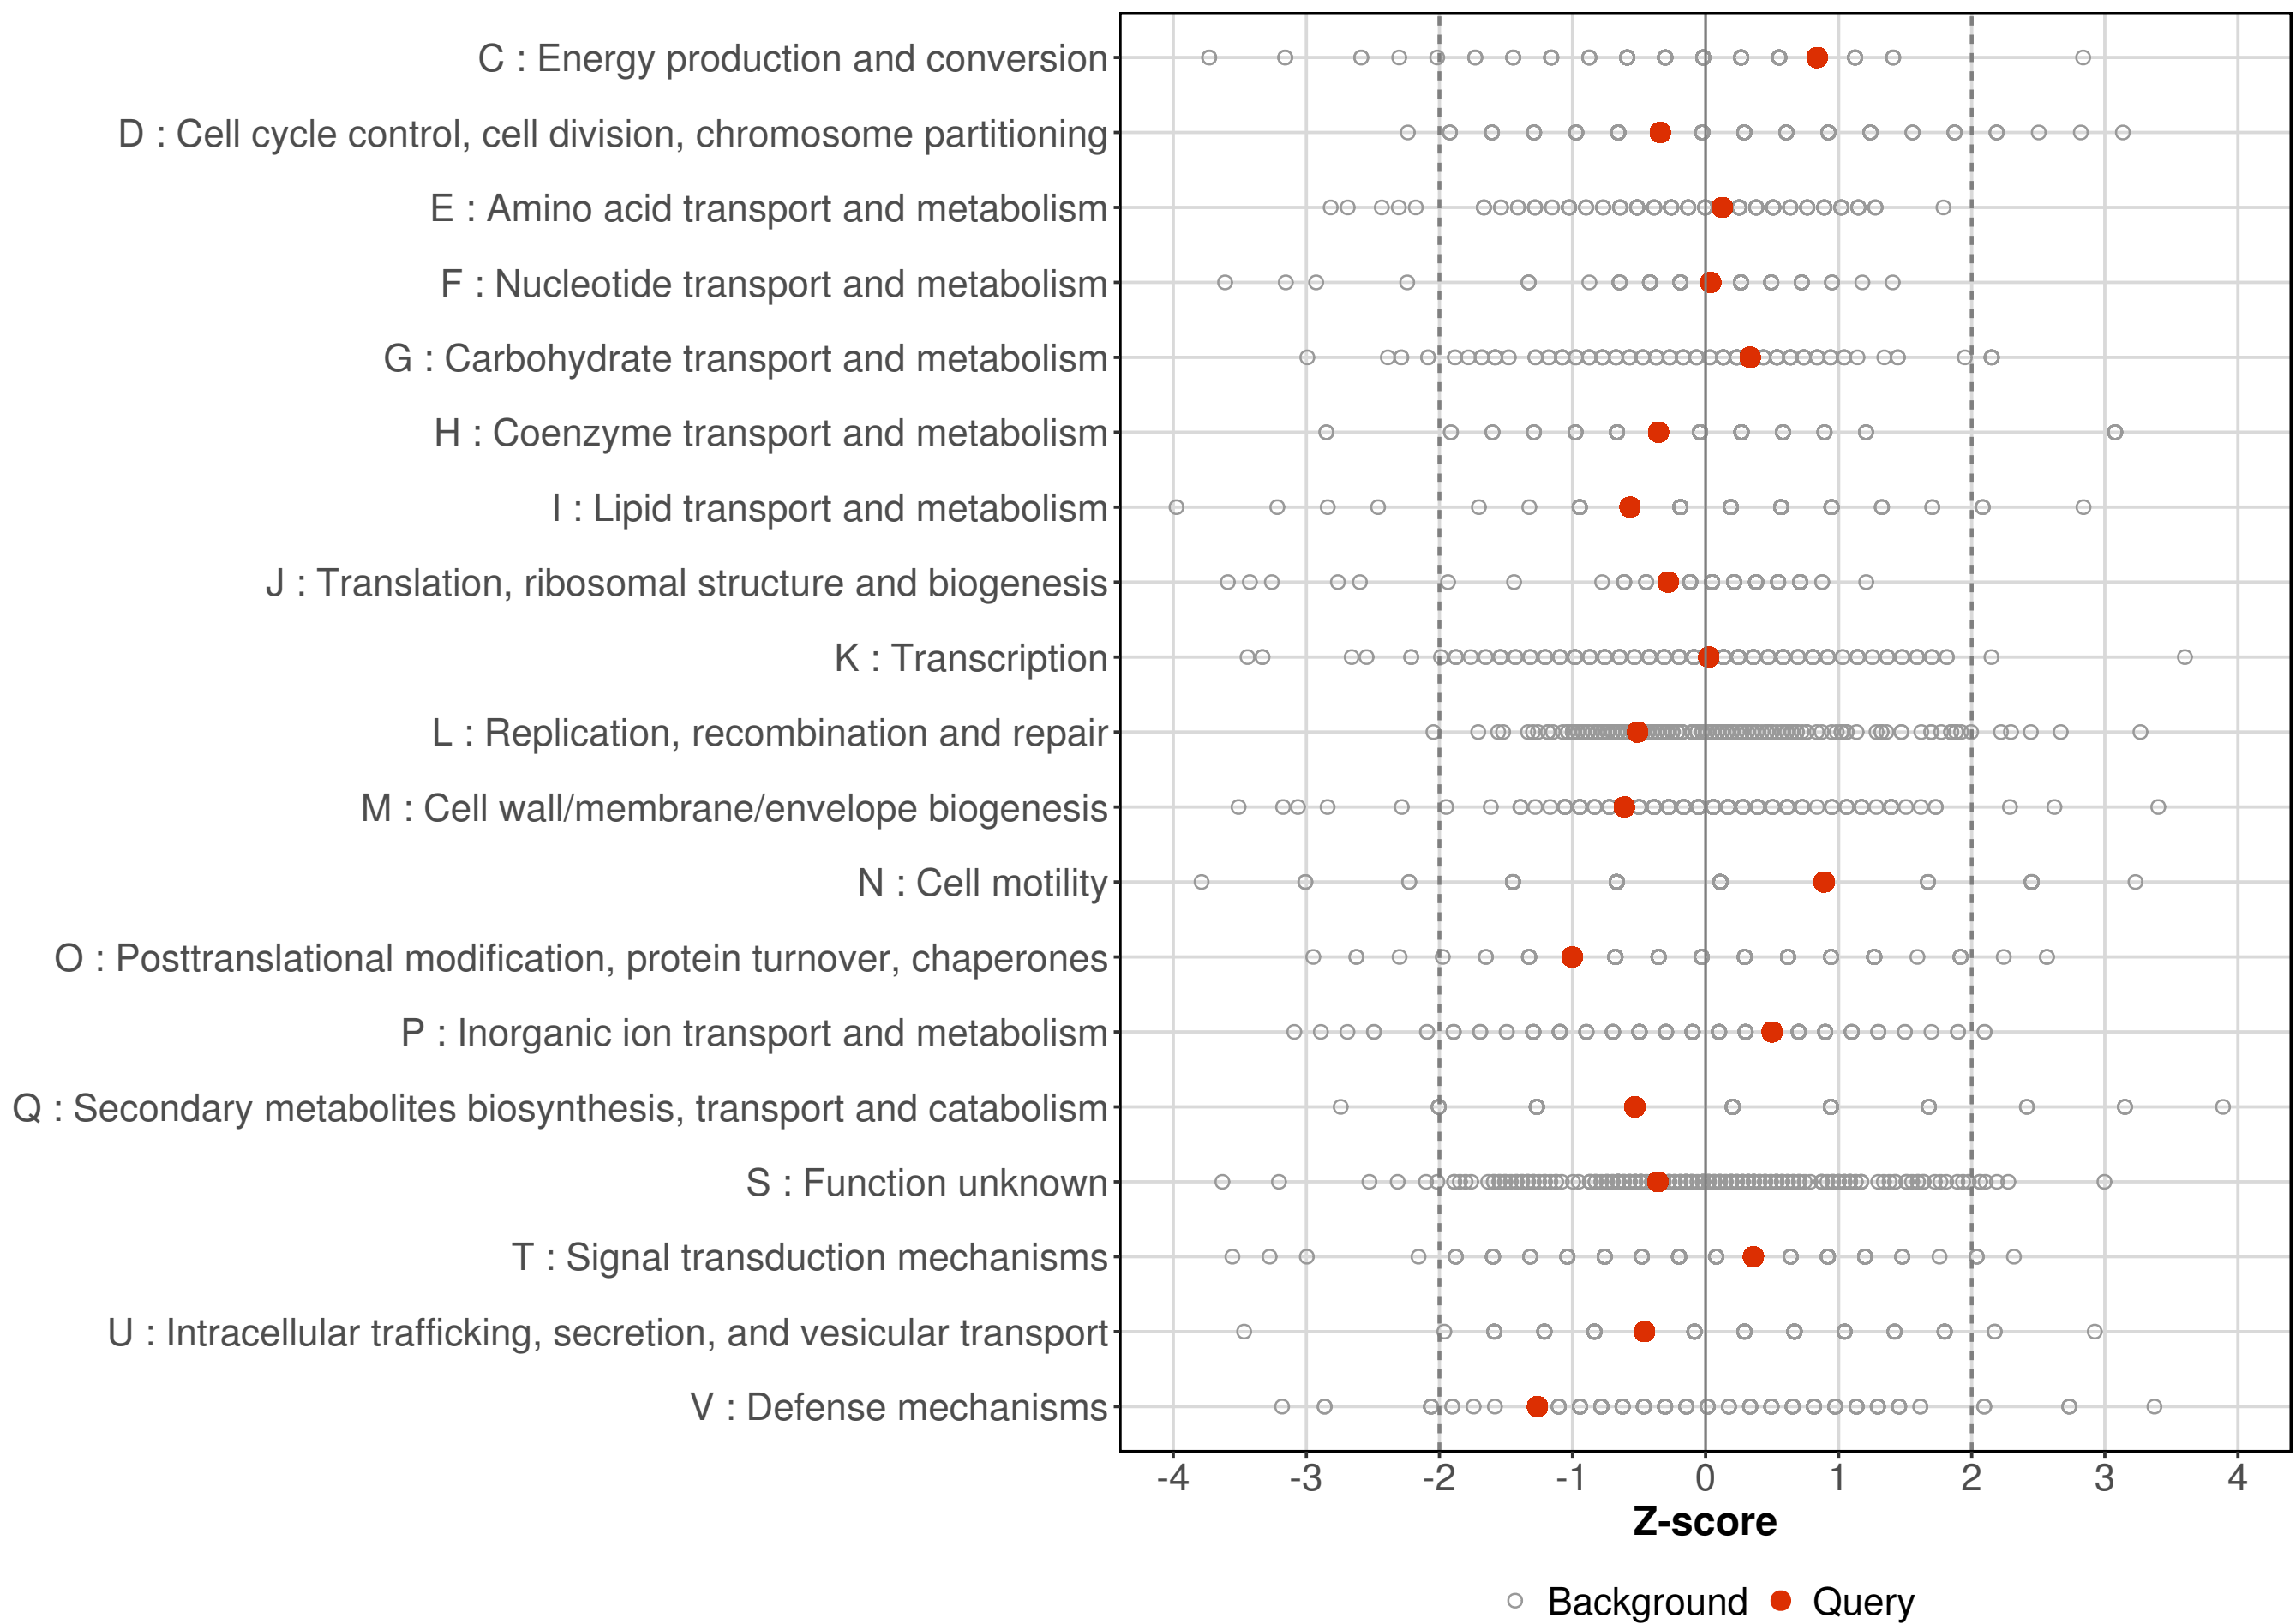 C : Energy production and conversion
D : Cell cycle control, cell division, chromosome partitioning
E : Amino acid transport and metabolism
F : Nucleotide transport and metabolism
G : Carbohydrate transport and metabolism
H : Coenzyme transport and metabolism
I : Lipid transport and metabolism
J : Translation, ribosomal structure and biogenesis
K : Transcription
L : Replication, recombination and repair
M : Cell wall/membrane/envelope biogenesis
N : Cell motility
O : Posttranslational modification, protein turnover, chaperones
P : Inorganic ion transport and metabolism
Q : Secondary metabolites biosynthesis, transport and catabolism
S : Function unknown
T : Signal transduction mechanisms
U : Intracellular trafficking, secretion, and vesicular transport
V : Defense mechanisms
-4 -3 -2 -1 0 1 2 3 4
Z-score
Background Query